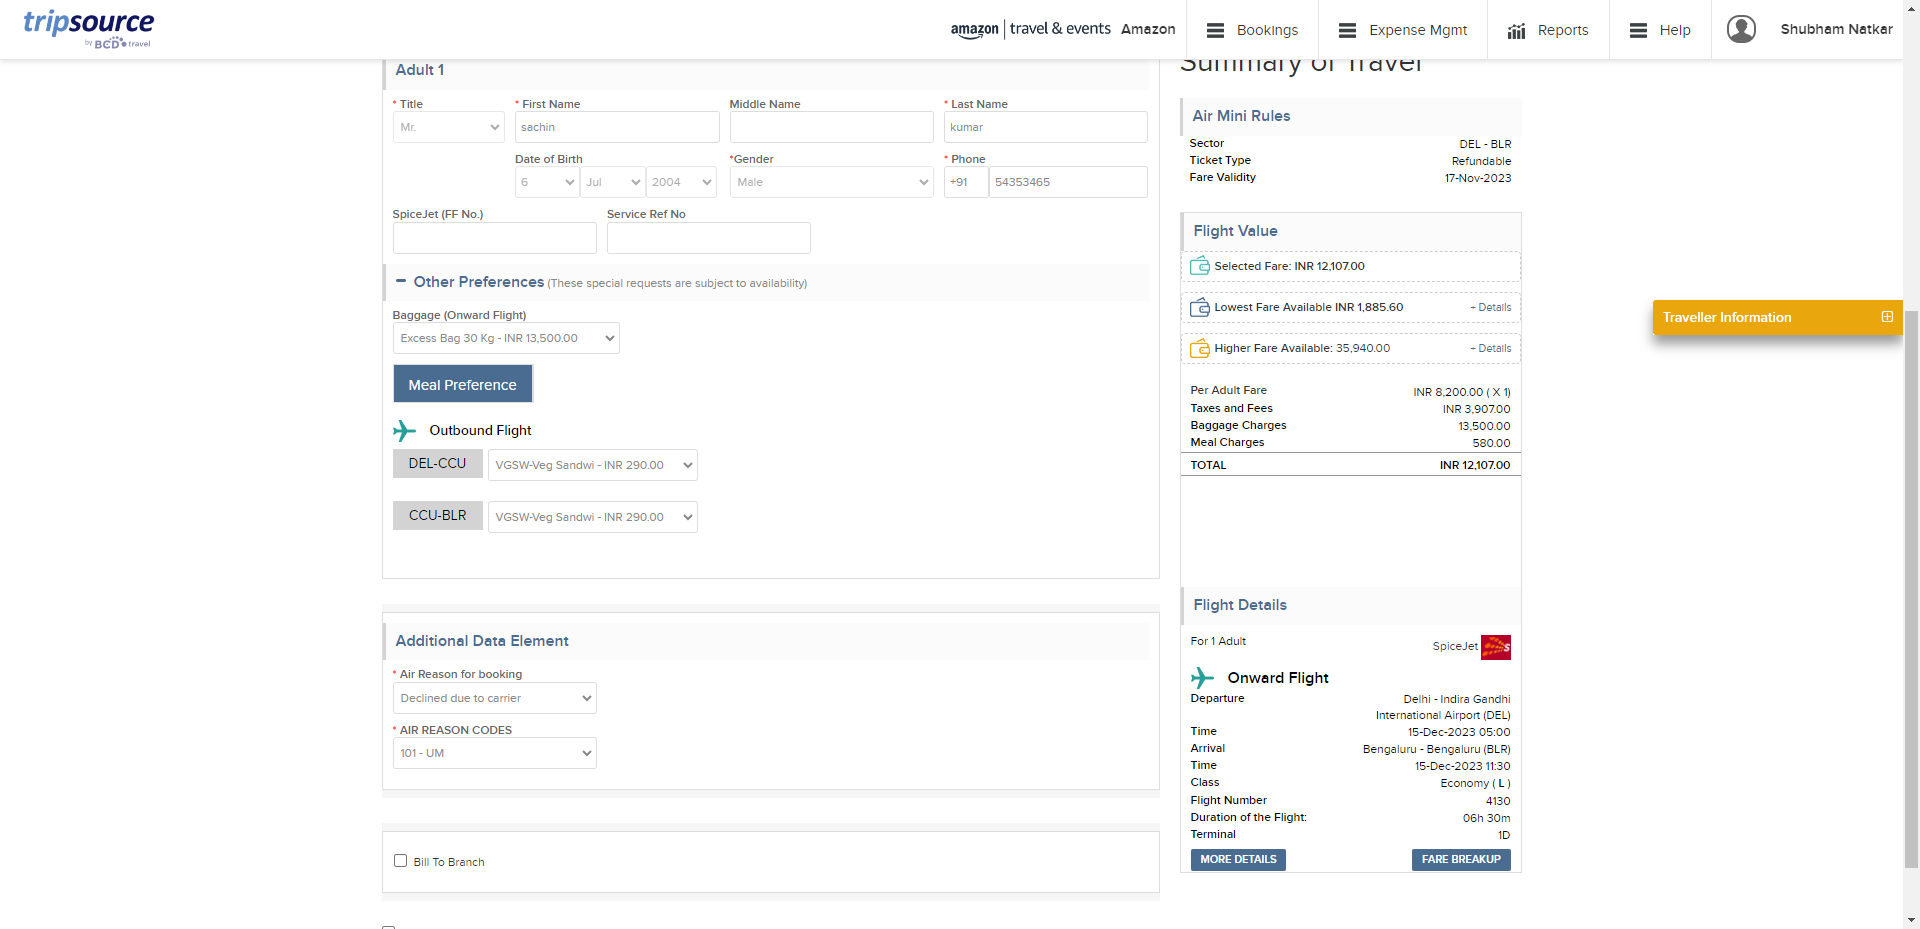 tripsource
by BCD travel
amazon | travel & events Amazon
Bookings
Expense Mgmt
Reports
Help
Shubham Natkar
Adult 1
* Title
* First Name
Middle Name
* Last Name
Mr.
sachin
kumar
Date of Birth
*Gender
* Phone
6
Jul
2004
Male
+91
54353465
SpiceJet (FF No.)
Service Ref No
Other Preferences (These special requests are subject to availability)
Baggage (Onward Flight)
Excess Bag 30 Kg - INR 13,500.00
Meal Preference
Outbound Flight
DEL-CCU
VGSW-Veg Sandwi - INR 290.00
CCU-BLR
VGSW-Veg Sandwi - INR 290.00
Additional Data Element
* Air Reason for booking
Declined due to carrier
* AIR REASON CODES
101 - UM
Bill To Branch
Summary of Travel
Air Mini Rules
Sector DEL - BLR
Ticket Type Refundable
Fare Validity 17-Nov-2023
Flight Value
Selected Fare: INR 12,107.00
Lowest Fare Available INR 1,885.60 + Details
Higher Fare Available: 35,940.00 + Details
Per Adult Fare INR 8,200.00 ( X 1)
Taxes and Fees INR 3,907.00
Baggage Charges 13,500.00
Meal Charges 580.00
TOTAL INR 12,107.00
Flight Details
For 1 Adult SpiceJet
Onward Flight
Departure Delhi - Indira Gandhi
International Airport (DEL)
Time 15-Dec-2023 05:00
Arrival Bengaluru - Bengaluru (BLR)
Time 15-Dec-2023 11:30
Class Economy ( L )
Flight Number 4130
Duration of the Flight: 06h 30m
Terminal 1D
MORE DETAILS
FARE BREAKUP
Traveller Information